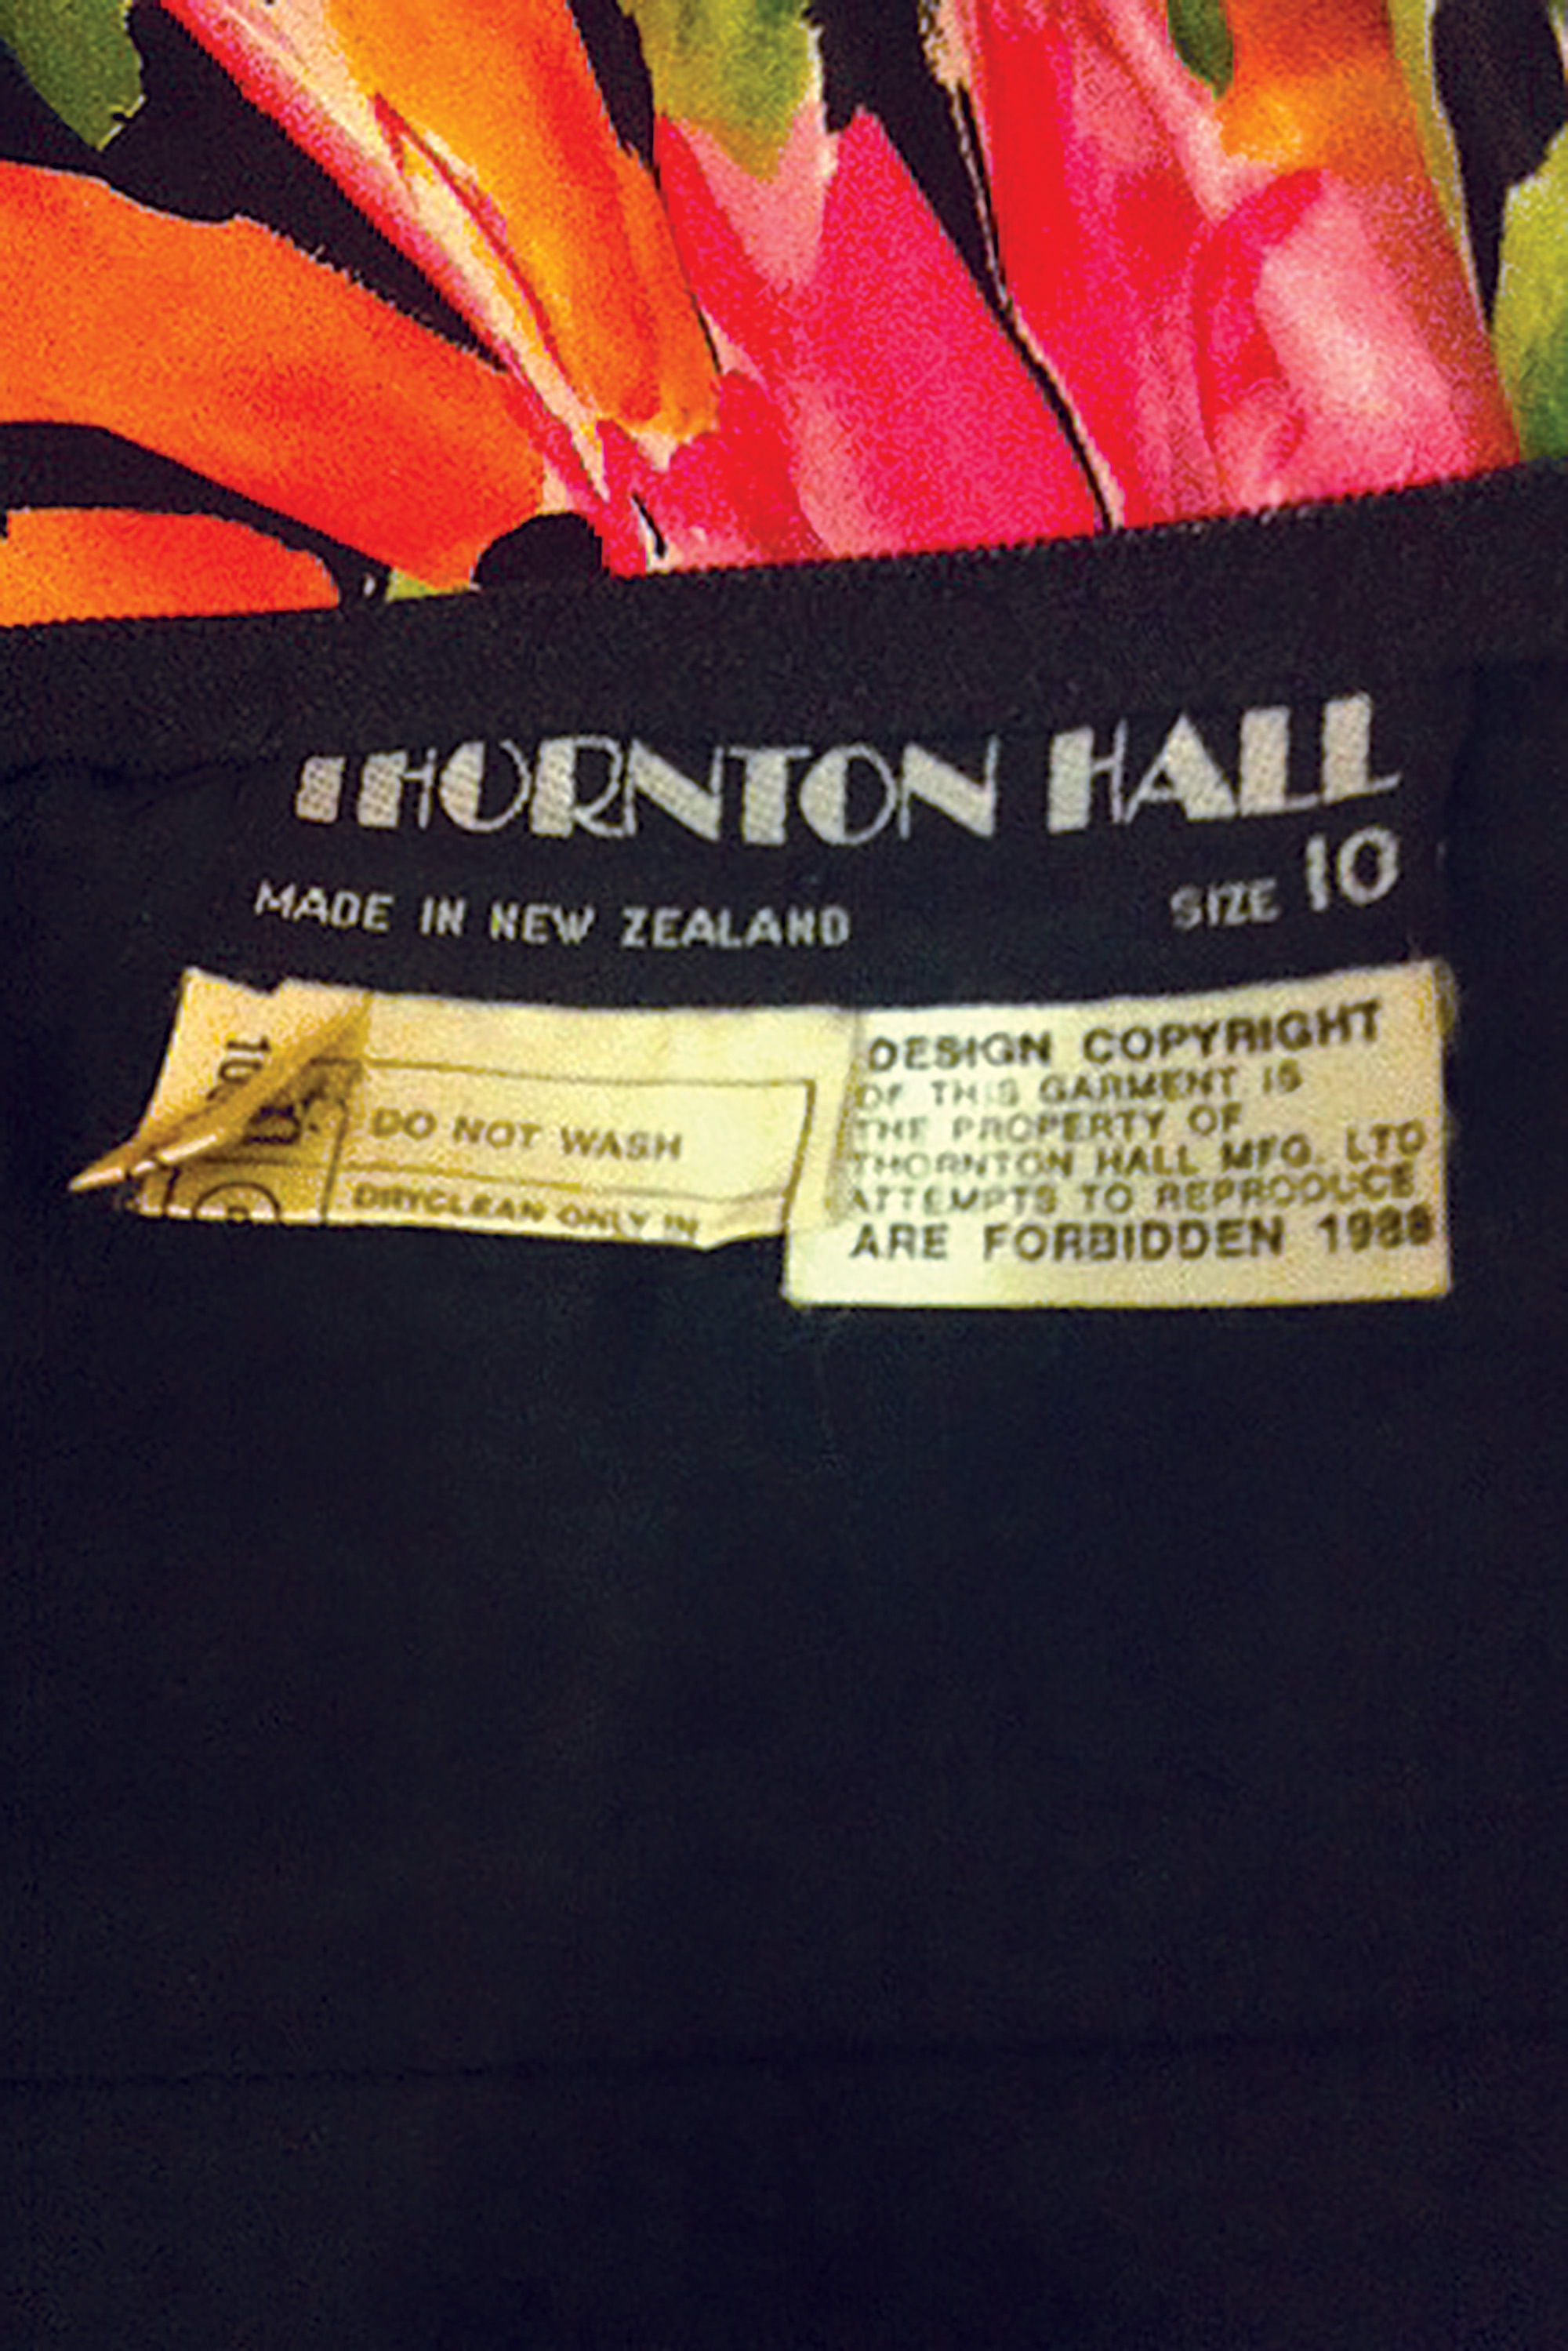 THORNTON HALL
MADE IN NEW ZEALAND
SIZE 10
DO NOT WASH
DRYCLEAN ONLY IN
DESIGN COPYRIGHT
OF THIS GARMENT IS
THE PROPERTY OF
THORNTON HALL MFG. LTD
ATTEMPTS TO REPRODUCE
ARE FORBIDDEN 1988